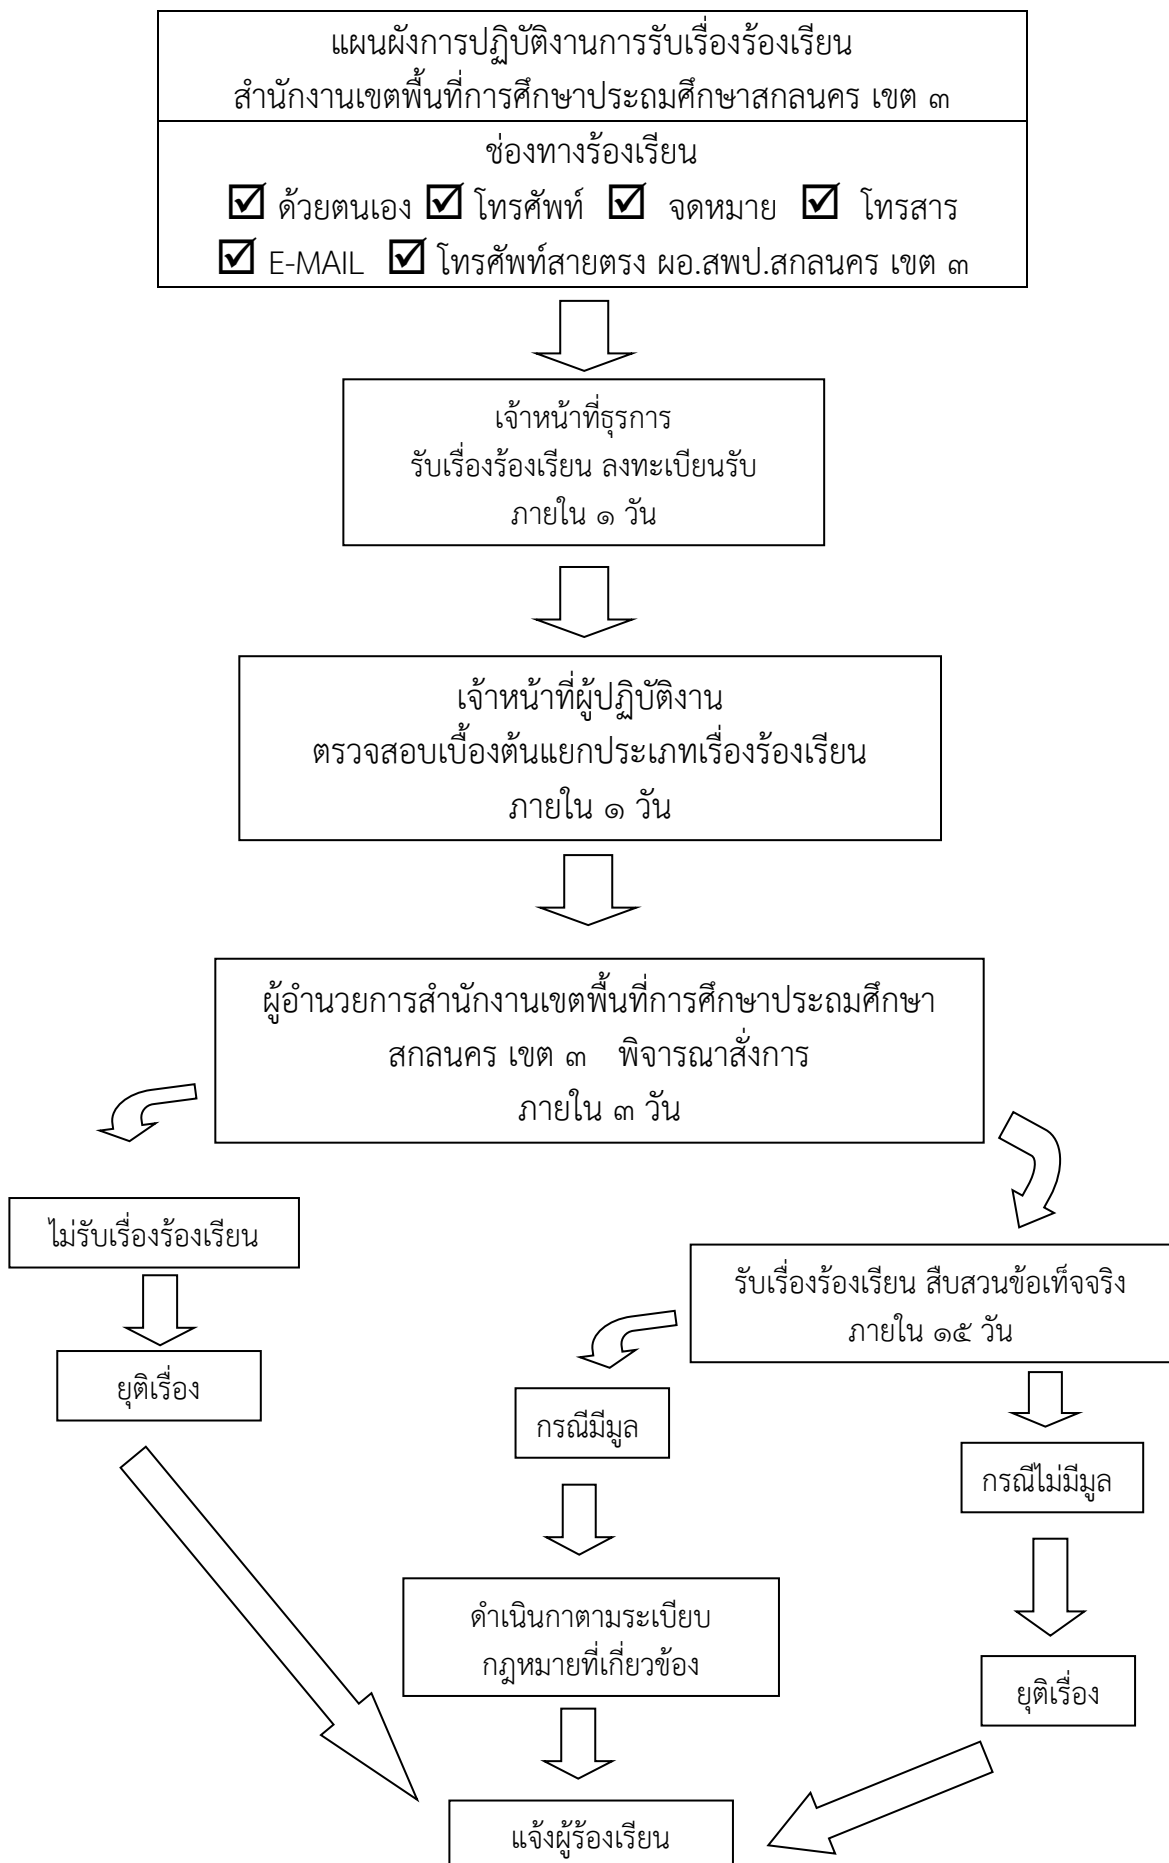 แผนผังการปฏิบัติงานการรับเรื่องร้องเรียน
สำนักงานเขตพื้นที่การศึกษาประถมศึกษาสกลนคร เขต ๓
ช่องทางร้องเรียน
☑ ด้วยตนเอง ☑ โทรศัพท์ ☑ จดหมาย ☑ โทรสาร
☑ E-MAIL ☑ โทรศัพท์สายตรง ผอ.สพป.สกลนคร เขต ๓
เจ้าหน้าที่ธุรการ
รับเรื่องร้องเรียน ลงทะเบียนรับ
ภายใน ๑ วัน
เจ้าหน้าที่ผู้ปฏิบัติงาน
ตรวจสอบเบื้องต้นแยกประเภทเรื่องร้องเรียน
ภายใน ๑ วัน
ผู้อำนวยการสำนักงานเขตพื้นที่การศึกษาประถมศึกษา
สกลนคร เขต ๓ พิจารณาสั่งการ
ภายใน ๓ วัน
ไม่รับเรื่องร้องเรียน
ยุติเรื่อง
รับเรื่องร้องเรียน สืบสวนข้อเท็จจริง
ภายใน ๑๕ วัน
กรณีมีมูล
กรณีไม่มีมูล
ดำเนินกาตามระเบียบ
กฎหมายที่เกี่ยวข้อง
ยุติเรื่อง
แจ้งผู้ร้องเรียน